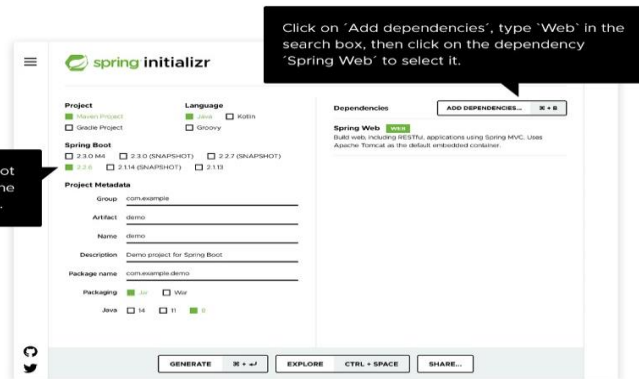 Click on ´Add dependencies´, type `Web` in the
search box, then click on the dependency
´Spring Web´ to select it.
spring initializr
Project
Maven Project
Gradle Project
Language
Java Kotlin
Groovy
Spring Boot
2.3.0 M4 2.3.0 (SNAPSHOT) 2.2.7 (SNAPSHOT)
2.2.6 2.1.14 (SNAPSHOT) 2.1.13
ot
ne
.
Project Metadata
Group com.example
Artifact demo
Name demo
Description Demo project for Spring Boot
Package name com.example.demo
Packaging Jar War
Java 14 11 8
Dependencies ADD DEPENDENCIES... ⌘ + B
Spring Web WEB
Build web, including RESTful, applications using Spring MVC. Uses
Apache Tomcat as the default embedded container.
GENERATE ⌘ + ↵ EXPLORE CTRL + SPACE SHARE...